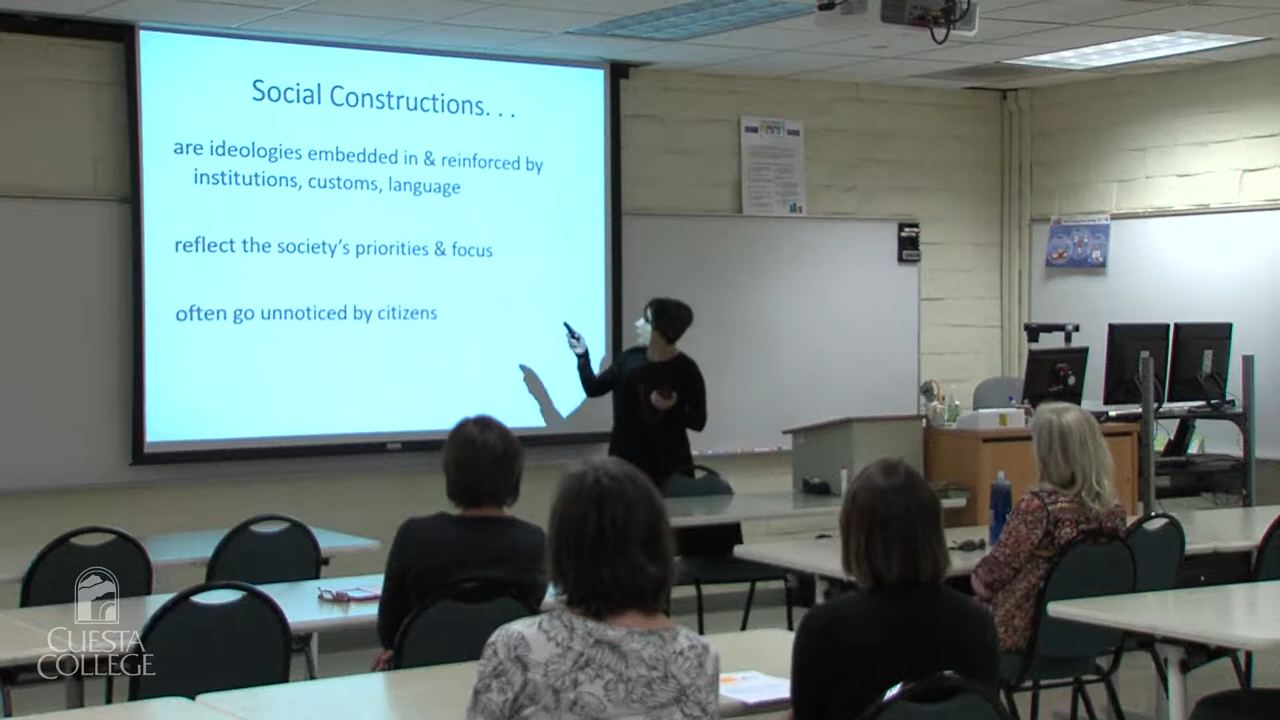 Social Constructions. . .
are ideologies embedded in & reinforced by
institutions, customs, language
reflect the society's priorities & focus
often go unnoticed by citizens
CUESTA
COLLEGE